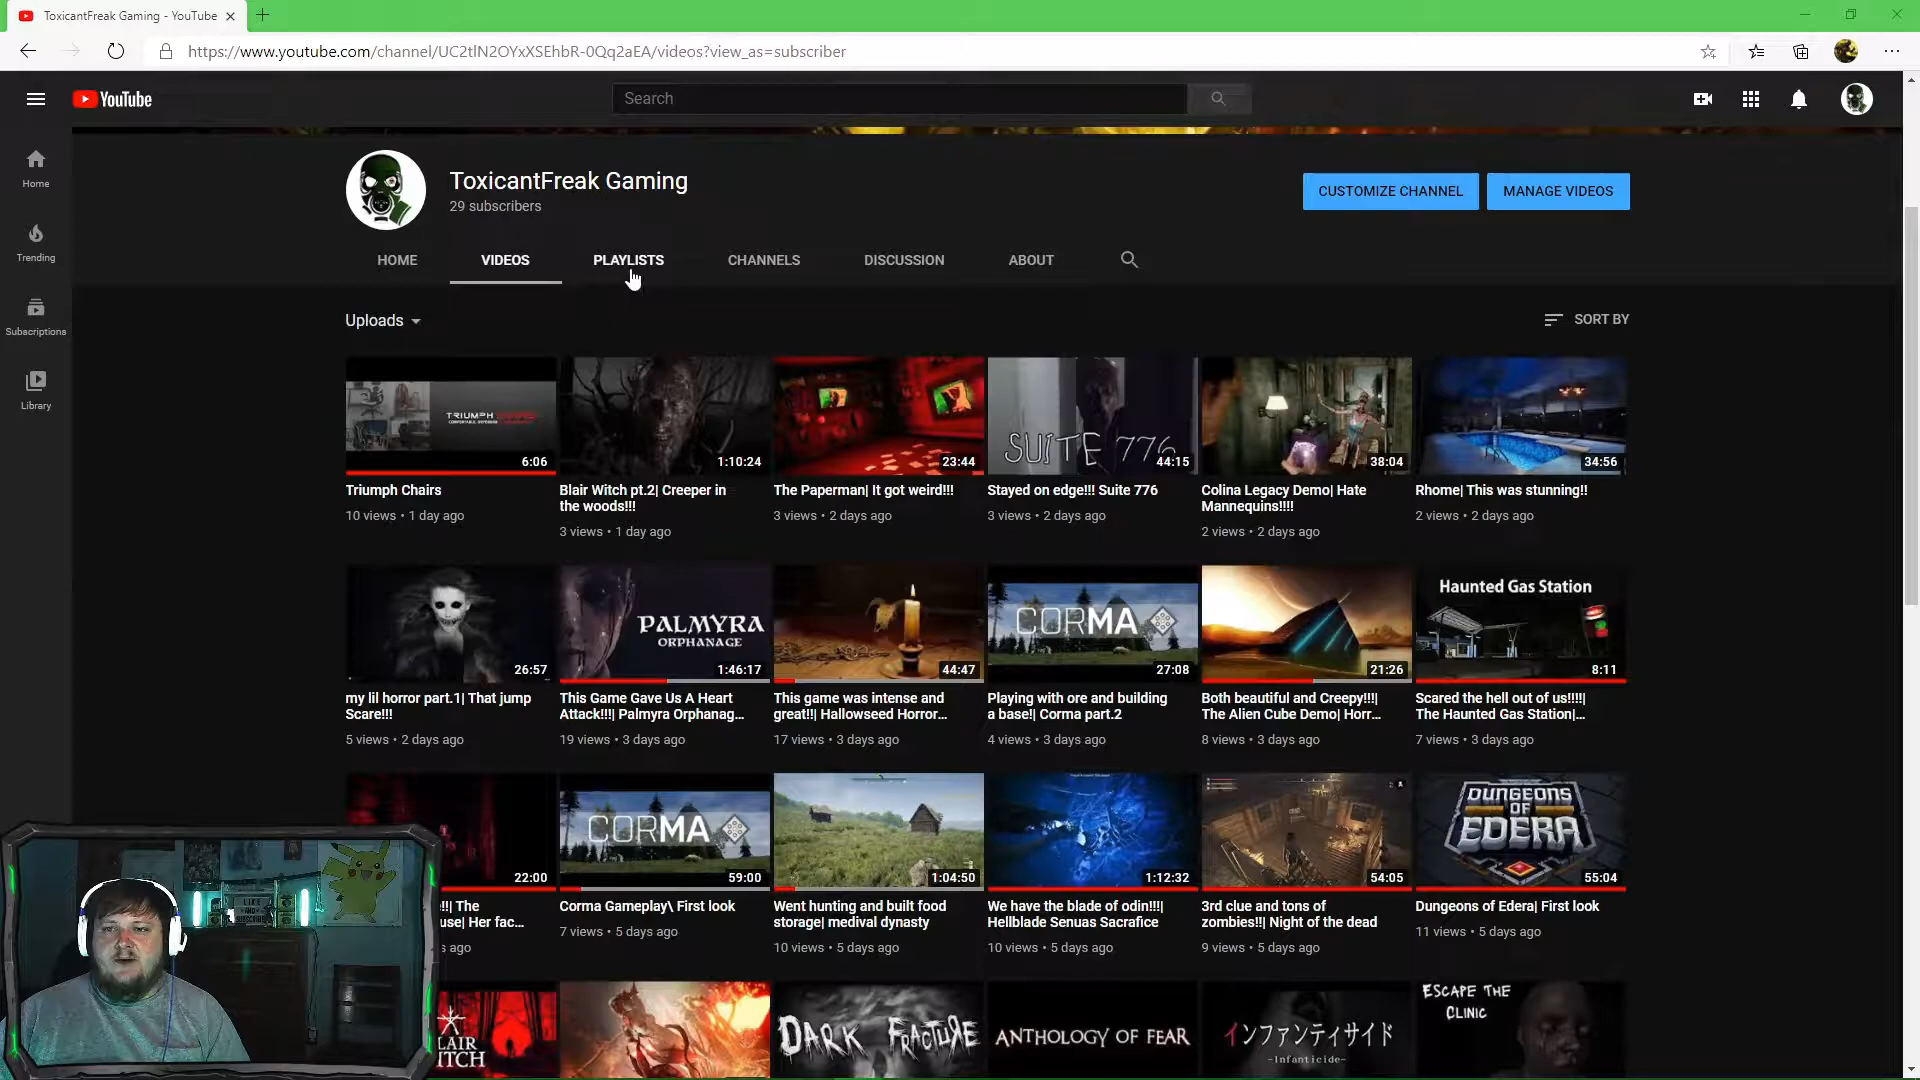 ToxicantFreak Gaming - YouTube
https://www.youtube.com/channel/UC2tlN2OYxXSEhbR-0Qq2aEA/videos?view_as=subscriber
YouTube
Search
Home
Trending
Subscriptions
Library
ToxicantFreak Gaming
29 subscribers
CUSTOMIZE CHANNEL
MANAGE VIDEOS
HOME
VIDEOS
PLAYLISTS
CHANNELS
DISCUSSION
ABOUT
Uploads
SORT BY
TRIUMPH
6:06
Triumph Chairs
10 views • 1 day ago
1:10:24
Blair Witch pt.2| Creeper in
the woods!!!
3 views • 1 day ago
23:44
The Paperman| It got weird!!!
3 views • 2 days ago
SUITE 776
44:15
Stayed on edge!!! Suite 776
3 views • 2 days ago
38:04
Colina Legacy Demo| Hate
Mannequins!!!!
2 views • 2 days ago
34:56
Rhome| This was stunning!!
2 views • 2 days ago
26:57
my lil horror part.1| That jump
Scare!!!
5 views • 2 days ago
PALMYRA
ORPHANAGE
1:46:17
This Game Gave Us A Heart
Attack!!!| Palmyra Orphanag...
19 views • 3 days ago
44:47
This game was intense and
great!!| Hallowseed Horror...
17 views • 3 days ago
CORMA
27:08
Playing with ore and building
a base!| Corma part.2
4 views • 3 days ago
21:26
Both beautiful and Creepy!!!|
The Alien Cube Demo| Horr...
8 views • 3 days ago
Haunted Gas Station
8:11
Scared the hell out of us!!!!|
The Haunted Gas Station|...
7 views • 3 days ago
22:00
!!| The
use| Her fac...
s ago
CORMA
59:00
Corma Gameplay\ First look
7 views • 5 days ago
1:04:50
Went hunting and built food
storage| medival dynasty
10 views • 5 days ago
1:12:32
We have the blade of odin!!!|
Hellblade Senuas Sacrafice
10 views • 5 days ago
54:05
3rd clue and tons of
zombies!!| Night of the dead
9 views • 5 days ago
DUNGEONS
OF
EDERA
55:04
Dungeons of Edera| First look
11 views • 5 days ago
LIKE
AND
SUBSCRIBE
LAIR
ITCH
DARK FRACTURE
ANTHOLOGY OF FEAR
インファンティサイド
-Infanticide-
ESCAPE THE
CLINIC